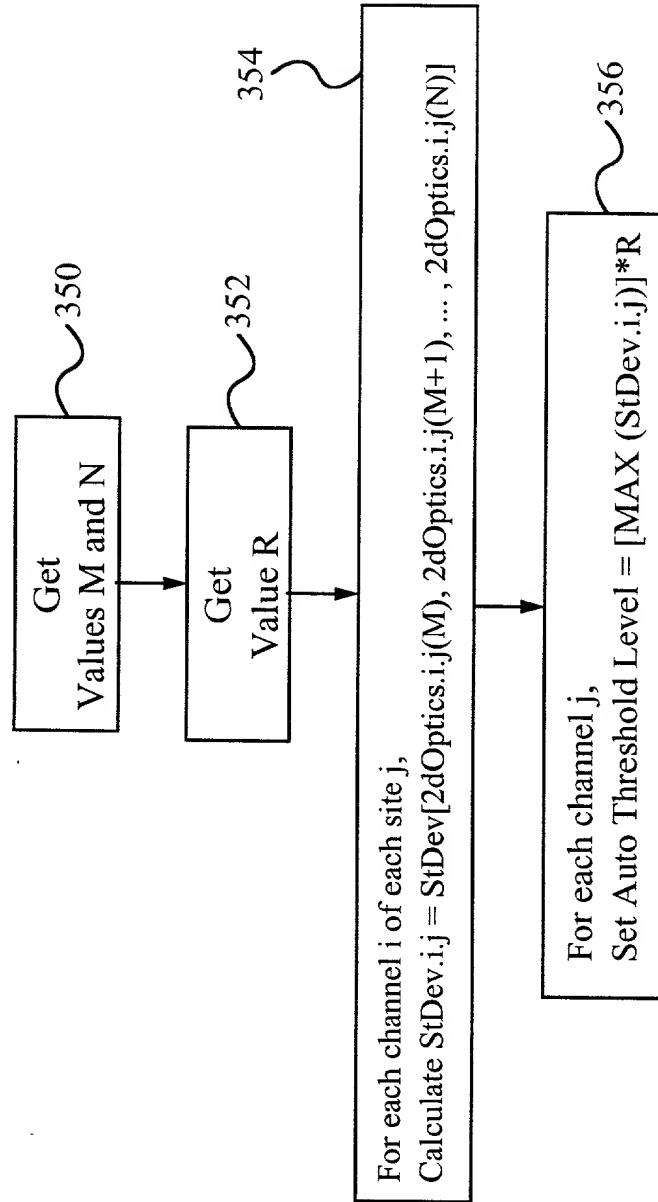 Get
Values M and N
350
Get
Value R
352
For each channel i of each site j,
Calculate StDev.i.j = StDev[2dOptics.i.j(M), 2dOptics.i.j(M+1), ... , 2dOptics.i.j(N)]
354
For each channel j,
Set Auto Threshold Level = [MAX (StDev.i.j)]*R
356